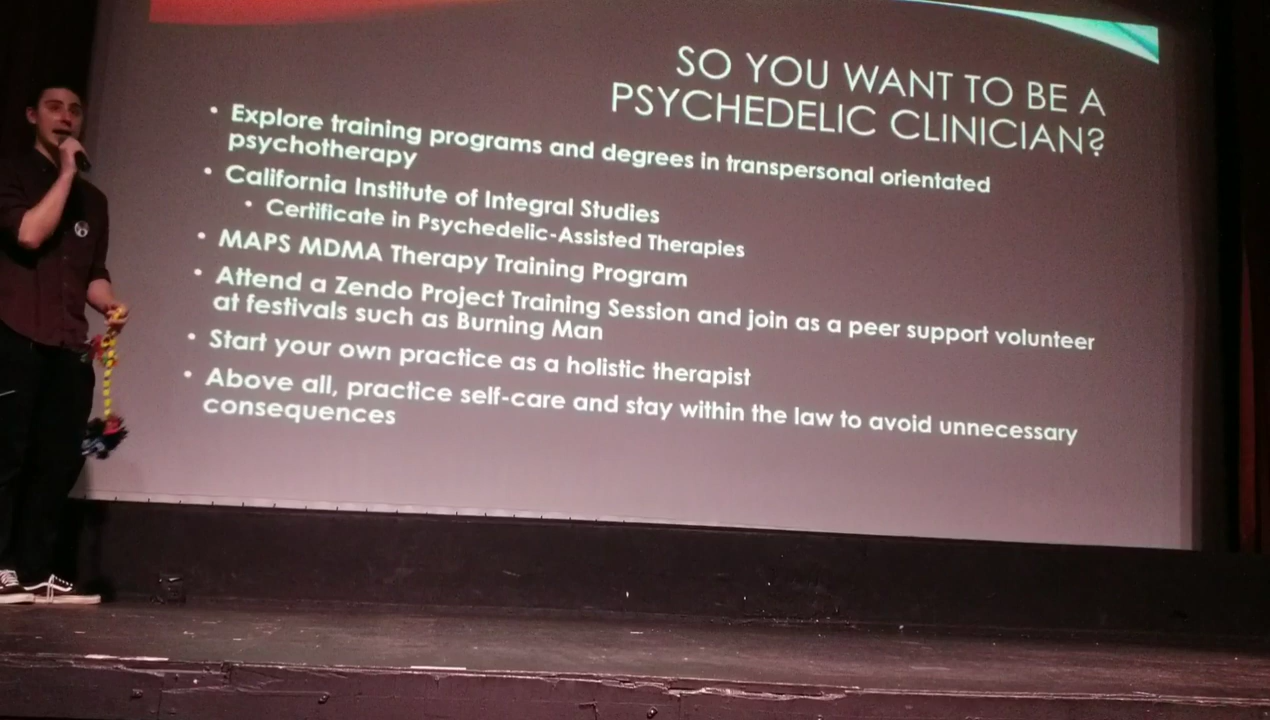 SO YOU WANT TO BE A
PSYCHEDELIC CLINICIAN?
• Explore training programs and degrees in transpersonal orientated
psychotherapy
• California Institute of Integral Studies
• Certificate in Psychedelic-Assisted Therapies
• MAPS MDMA Therapy Training Program
• Attend a Zendo Project Training Session and join as a peer support volunteer
at festivals such as Burning Man
• Start your own practice as a holistic therapist
• Above all, practice self-care and stay within the law to avoid unnecessary
consequences